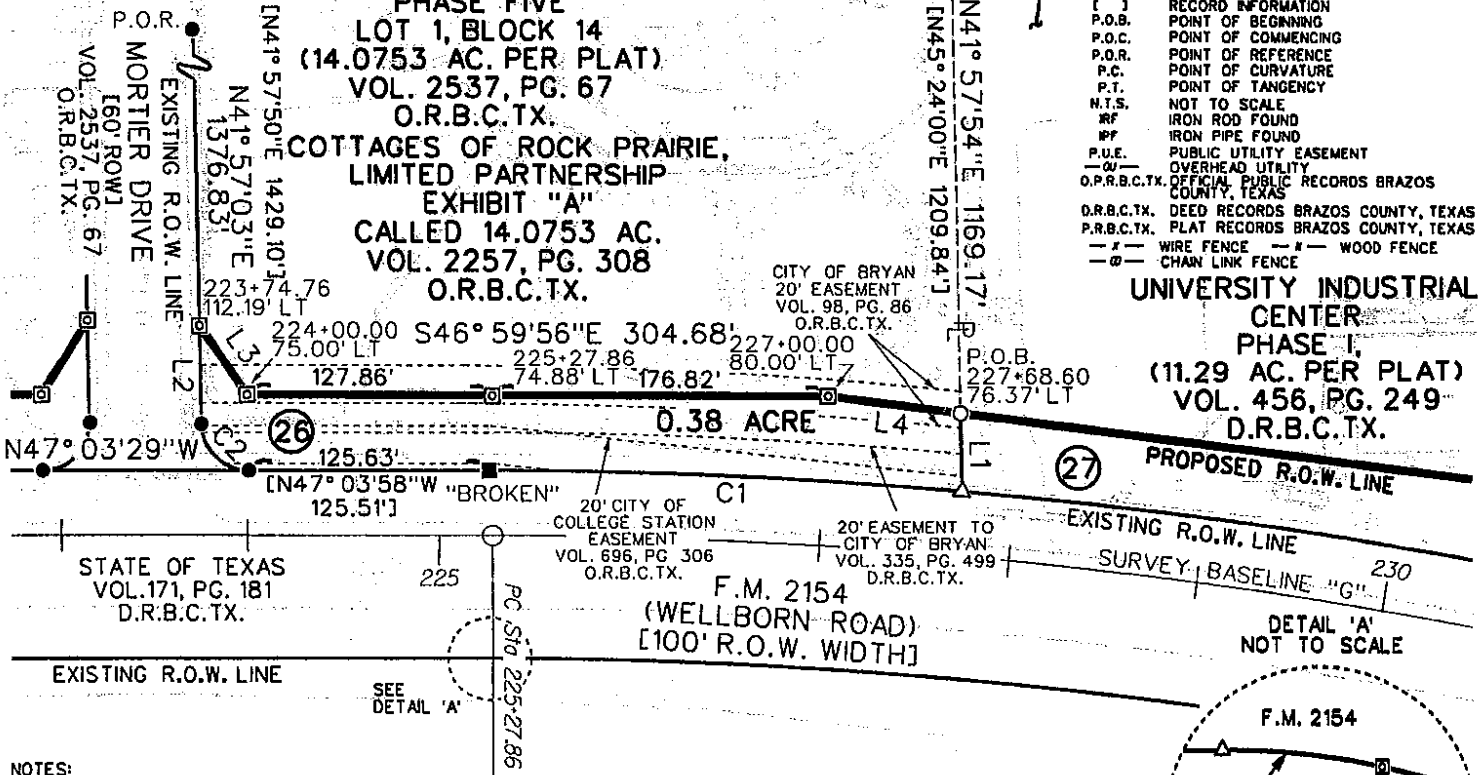 P.O.R.
MORTIER DRIVE
[60' ROW]
VOL. 2537, PG. 67
O.R.B.C.TX.
EXISTING R.O.W. LINE
N41° 57'03"E
1376.83'
[N41° 57'50"E 1429.10']
PHASE FIVE
LOT 1, BLOCK 14
(14.0753 AC. PER PLAT)
VOL. 2537, PG. 67
O.R.B.C.TX.
COTTAGES OF ROCK PRAIRIE,
LIMITED PARTNERSHIP
EXHIBIT "A"
CALLED 14.0753 AC.
VOL. 2257, PG. 308
O.R.B.C.TX.
[N45° 24'00"E 1209.84']
N41° 57'54"E 1169.17'
[ ] RECORD INFORMATION
P.O.B. POINT OF BEGINNING
P.O.C. POINT OF COMMENCING
P.O.R. POINT OF REFERENCE
P.C. POINT OF CURVATURE
P.T. POINT OF TANGENCY
N.T.S. NOT TO SCALE
IRF IRON ROD FOUND
IPF IRON PIPE FOUND
P.U.E. PUBLIC UTILITY EASEMENT
OVERHEAD UTILITY
O.P.R.B.C.TX. OFFICIAL PUBLIC RECORDS BRAZOS
COUNTY, TEXAS
D.R.B.C.TX. DEED RECORDS BRAZOS COUNTY, TEXAS
P.R.B.C.TX. PLAT RECORDS BRAZOS COUNTY, TEXAS
WIRE FENCE WOOD FENCE
CHAIN LINK FENCE
UNIVERSITY INDUSTRIAL
CENTER
PHASE I,
(11.29 AC. PER PLAT)
VOL. 456, PG. 249
D.R.B.C.TX.
CITY OF BRYAN
20' EASEMENT
VOL. 98, PG. 86
O.R.B.C.TX.
223+74.76
112.19' LT
224+00.00
75.00' LT
S46° 59'56"E 304.68'
225+27.86
74.88' LT
227+00.00
80.00' LT
PL
P.O.B.
227+68.60
76.37' LT
L2
L3
127.86'
176.82'
0.38 ACRE
L4
L1
26
27
C2
N47° 03'29"W
125.63'
[N47° 03'58"W
125.51']
"BROKEN"
C1
PROPOSED R.O.W. LINE
EXISTING R.O.W. LINE
20' CITY OF
COLLEGE STATION
EASEMENT
VOL. 696, PG 306
O.R.B.C.TX.
20' EASEMENT TO
CITY OF BRYAN
VOL. 335, PG. 499
D.R.B.C.TX.
SURVEY BASELINE "G"
225
230
STATE OF TEXAS
VOL.171, PG. 181
D.R.B.C.TX.
PC Sta 225+27.86
F.M. 2154
(WELLBORN ROAD)
[100' R.O.W. WIDTH]
EXISTING R.O.W. LINE
SEE
DETAIL 'A'
DETAIL 'A'
NOT TO SCALE
F.M. 2154
NOTES: